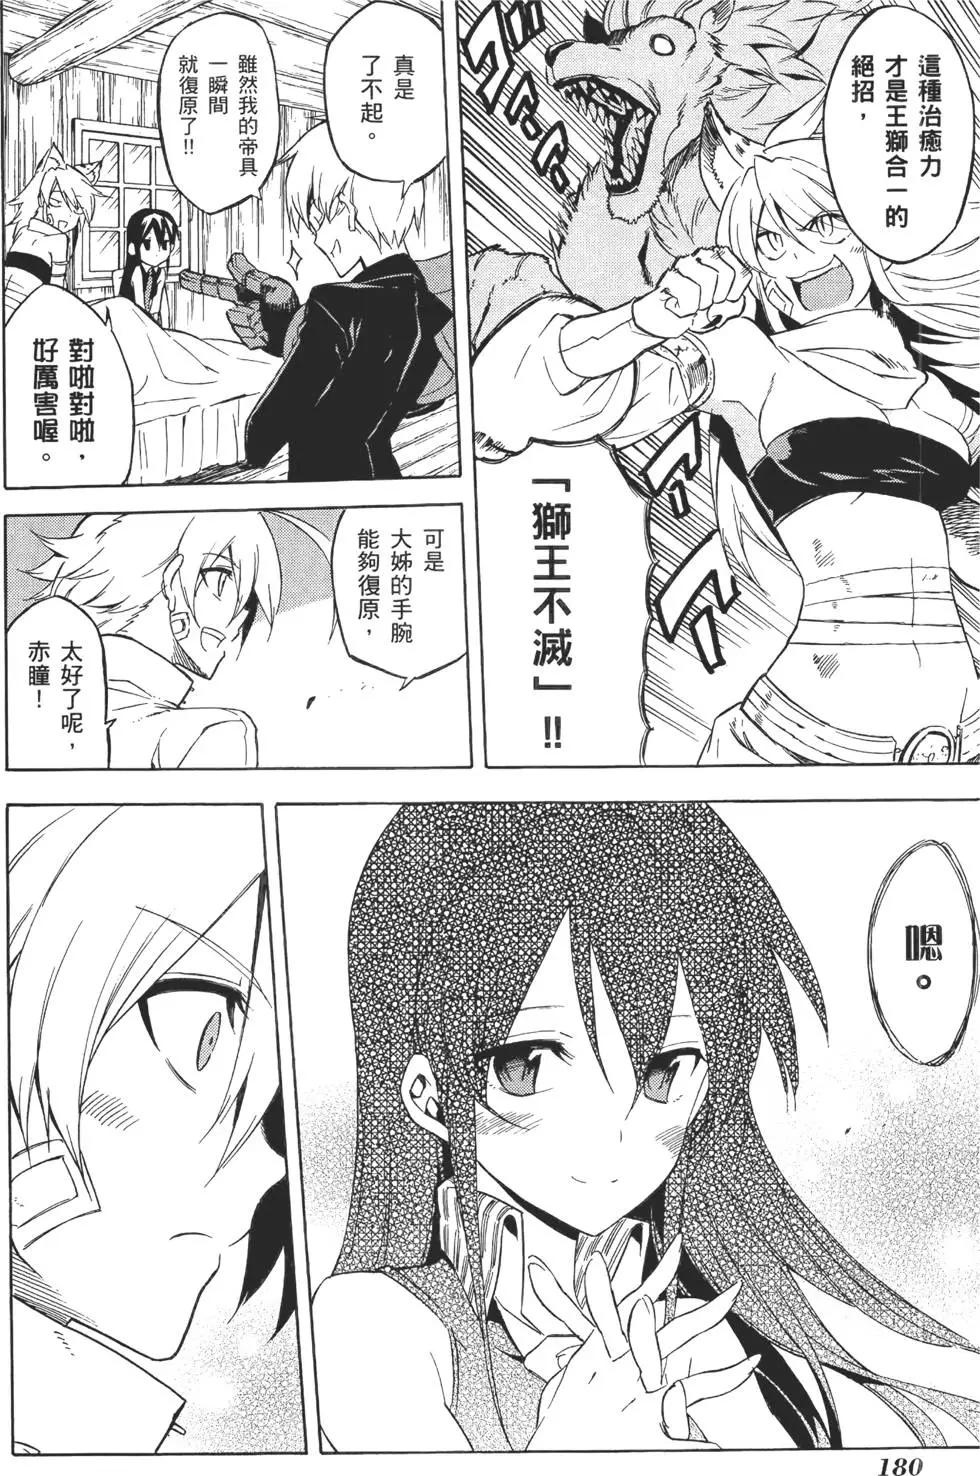 這種治癒力
才是王獅合一的
絕招，
「獅王不滅」!!
真是
了不起。
雖然我的帝具
一瞬間
就復原了!!
對啦對啦，
好厲害喔。
可是
大姊的手腕
能夠復原，
太好了呢，
赤瞳！
嗯。
180